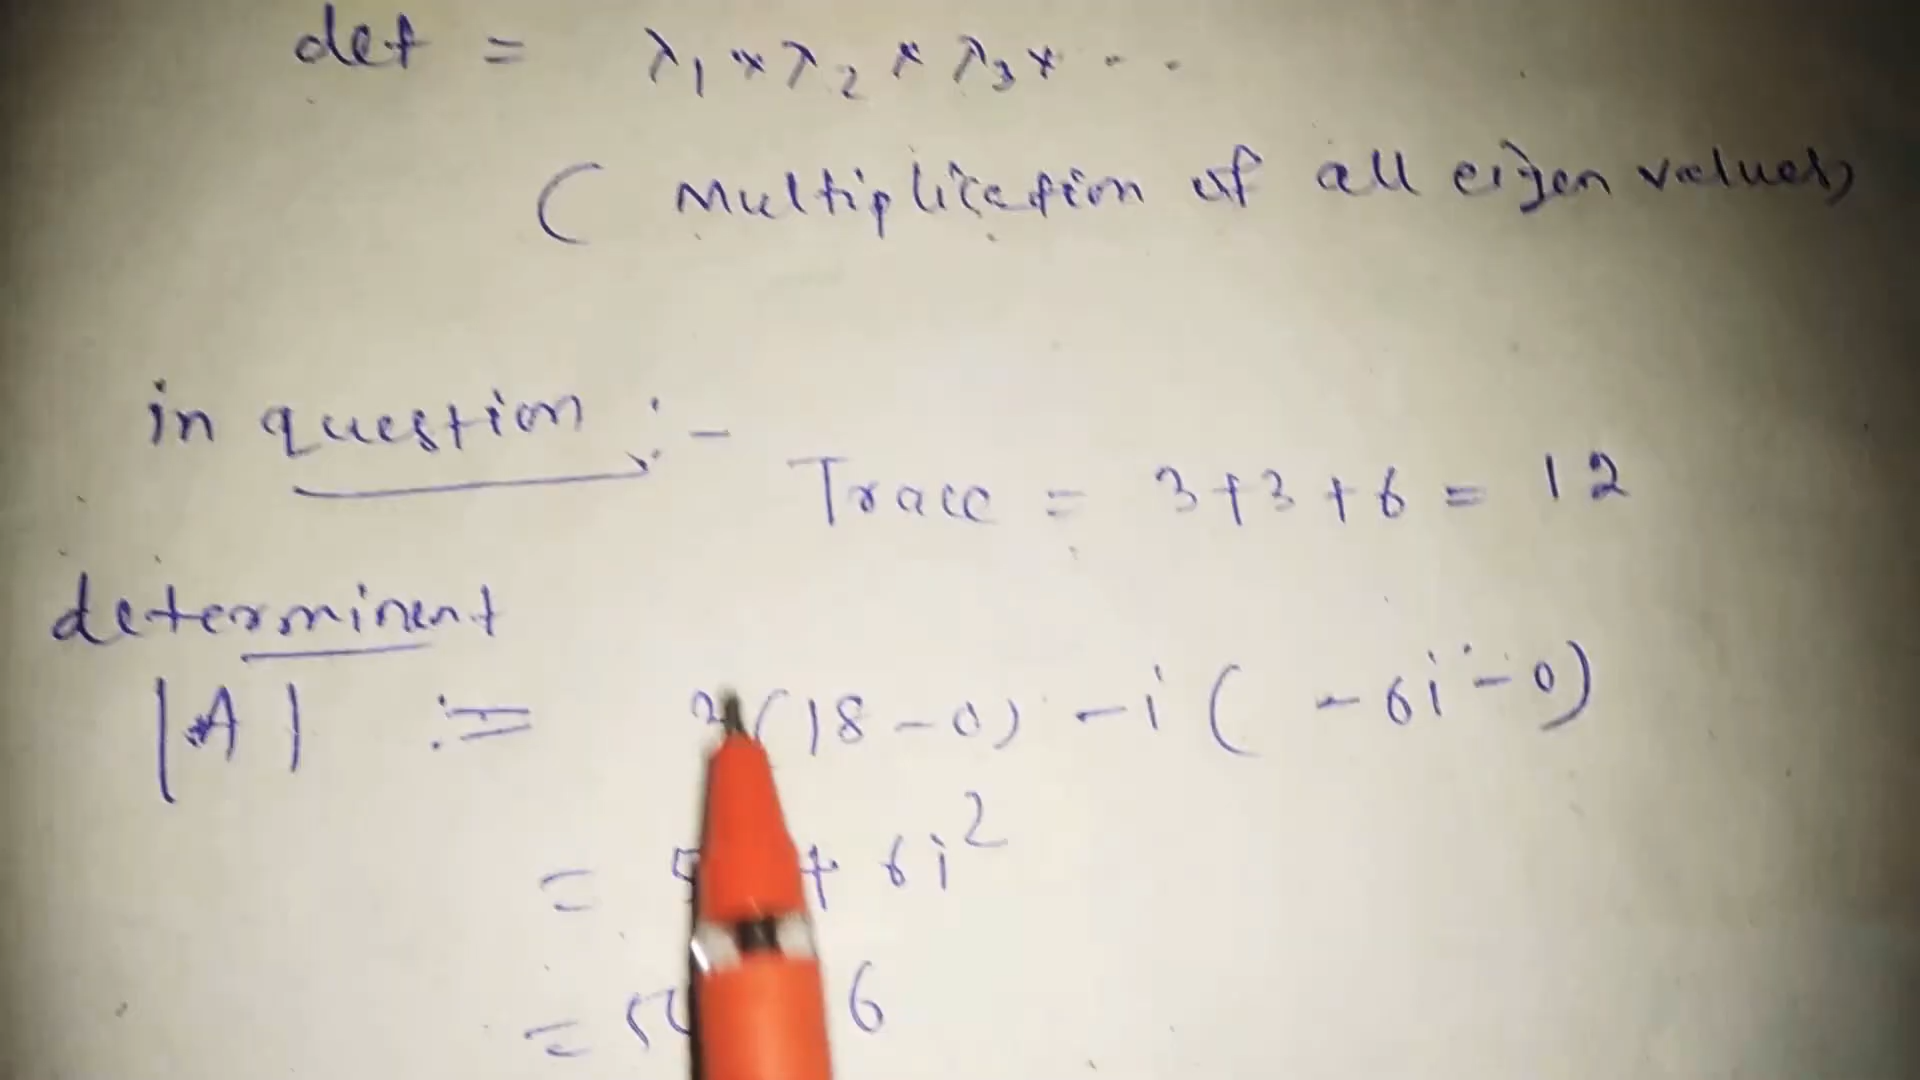 det = λ1 × λ2 × λ3 × ..
( Multiplication of all eigen values)
in question :-
Trace = 3+3+6 = 12
determinent
|A| := (18-0) -i ( -6i -0)
= + 6i²
= 6